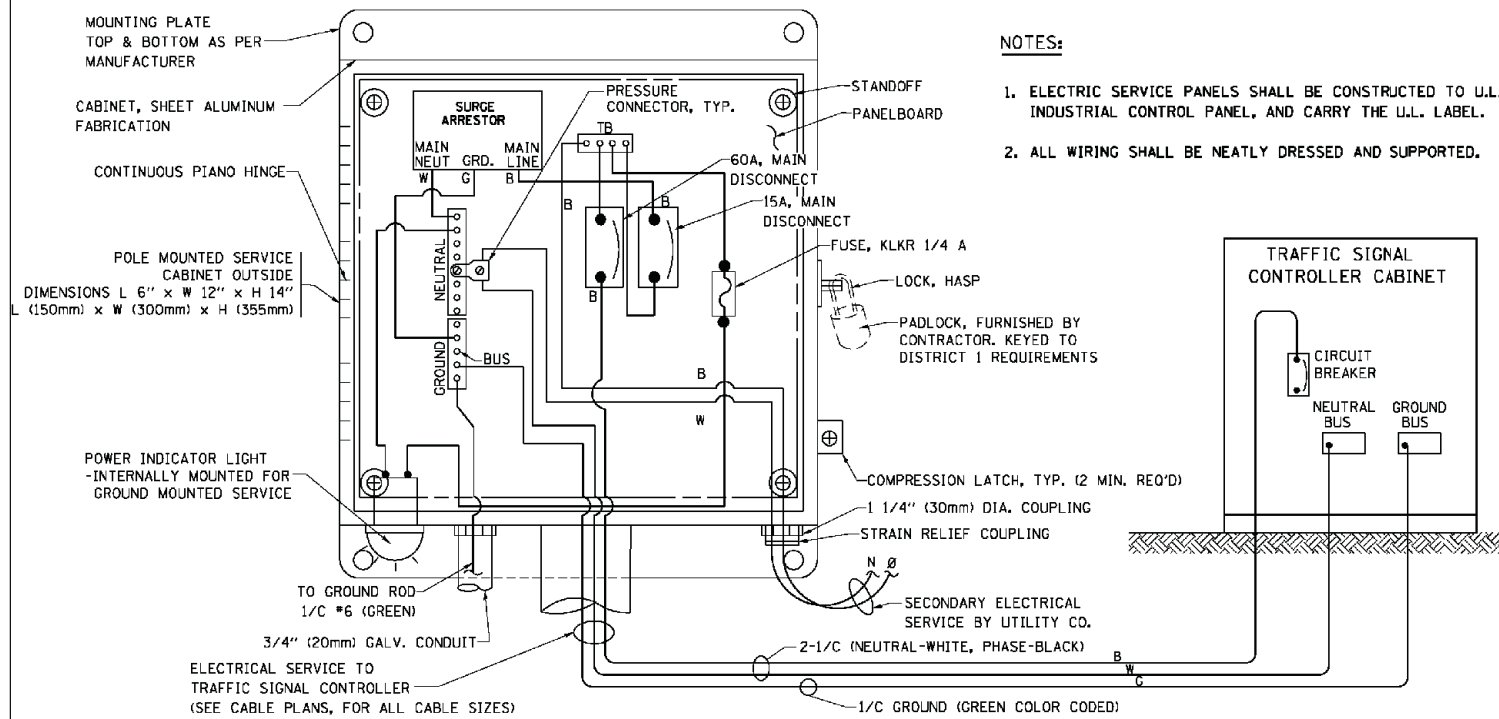 MOUNTING PLATE
TOP & BOTTOM AS PER
MANUFACTURER
CABINET, SHEET ALUMINUM
FABRICATION
CONTINUOUS PIANO HINGE
POLE MOUNTED SERVICE
CABINET OUTSIDE
DIMENSIONS L 6" x W 12" x H 14"
L (150mm) x W (300mm) x H (355mm)
POWER INDICATOR LIGHT
-INTERNALLY MOUNTED FOR
GROUND MOUNTED SERVICE
SURGE
ARRESTOR
MAIN
NEUT
GRD.
MAIN
LINE
W
G
B
PRESSURE
CONNECTOR, TYP.
TB
60A, MAIN
DISCONNECT
15A, MAIN
DISCONNECT
B
B
B
NEUTRAL
GROUND
BUS
B
W
STANDOFF
PANELBOARD
FUSE, KLKR 1/4 A
LOCK, HASP
PADLOCK, FURNISHED BY
CONTRACTOR. KEYED TO
DISTRICT 1 REQUIREMENTS
COMPRESSION LATCH, TYP. (2 MIN. REQ'D)
1 1/4" (30mm) DIA. COUPLING
STRAIN RELIEF COUPLING
N Ø
SECONDARY ELECTRICAL
SERVICE BY UTILITY CO.
TO GROUND ROD
1/C #6 (GREEN)
3/4" (20mm) GALV. CONDUIT
ELECTRICAL SERVICE TO
TRAFFIC SIGNAL CONTROLLER
(SEE CABLE PLANS, FOR ALL CABLE SIZES)
2-1/C (NEUTRAL-WHITE, PHASE-BLACK)
B
W
G
1/C GROUND (GREEN COLOR CODED)
NOTES:
1. ELECTRIC SERVICE PANELS SHALL BE CONSTRUCTED TO U.L.
INDUSTRIAL CONTROL PANEL, AND CARRY THE U.L. LABEL.
2. ALL WIRING SHALL BE NEATLY DRESSED AND SUPPORTED.
TRAFFIC SIGNAL
CONTROLLER CABINET
CIRCUIT
BREAKER
NEUTRAL
BUS
GROUND
BUS